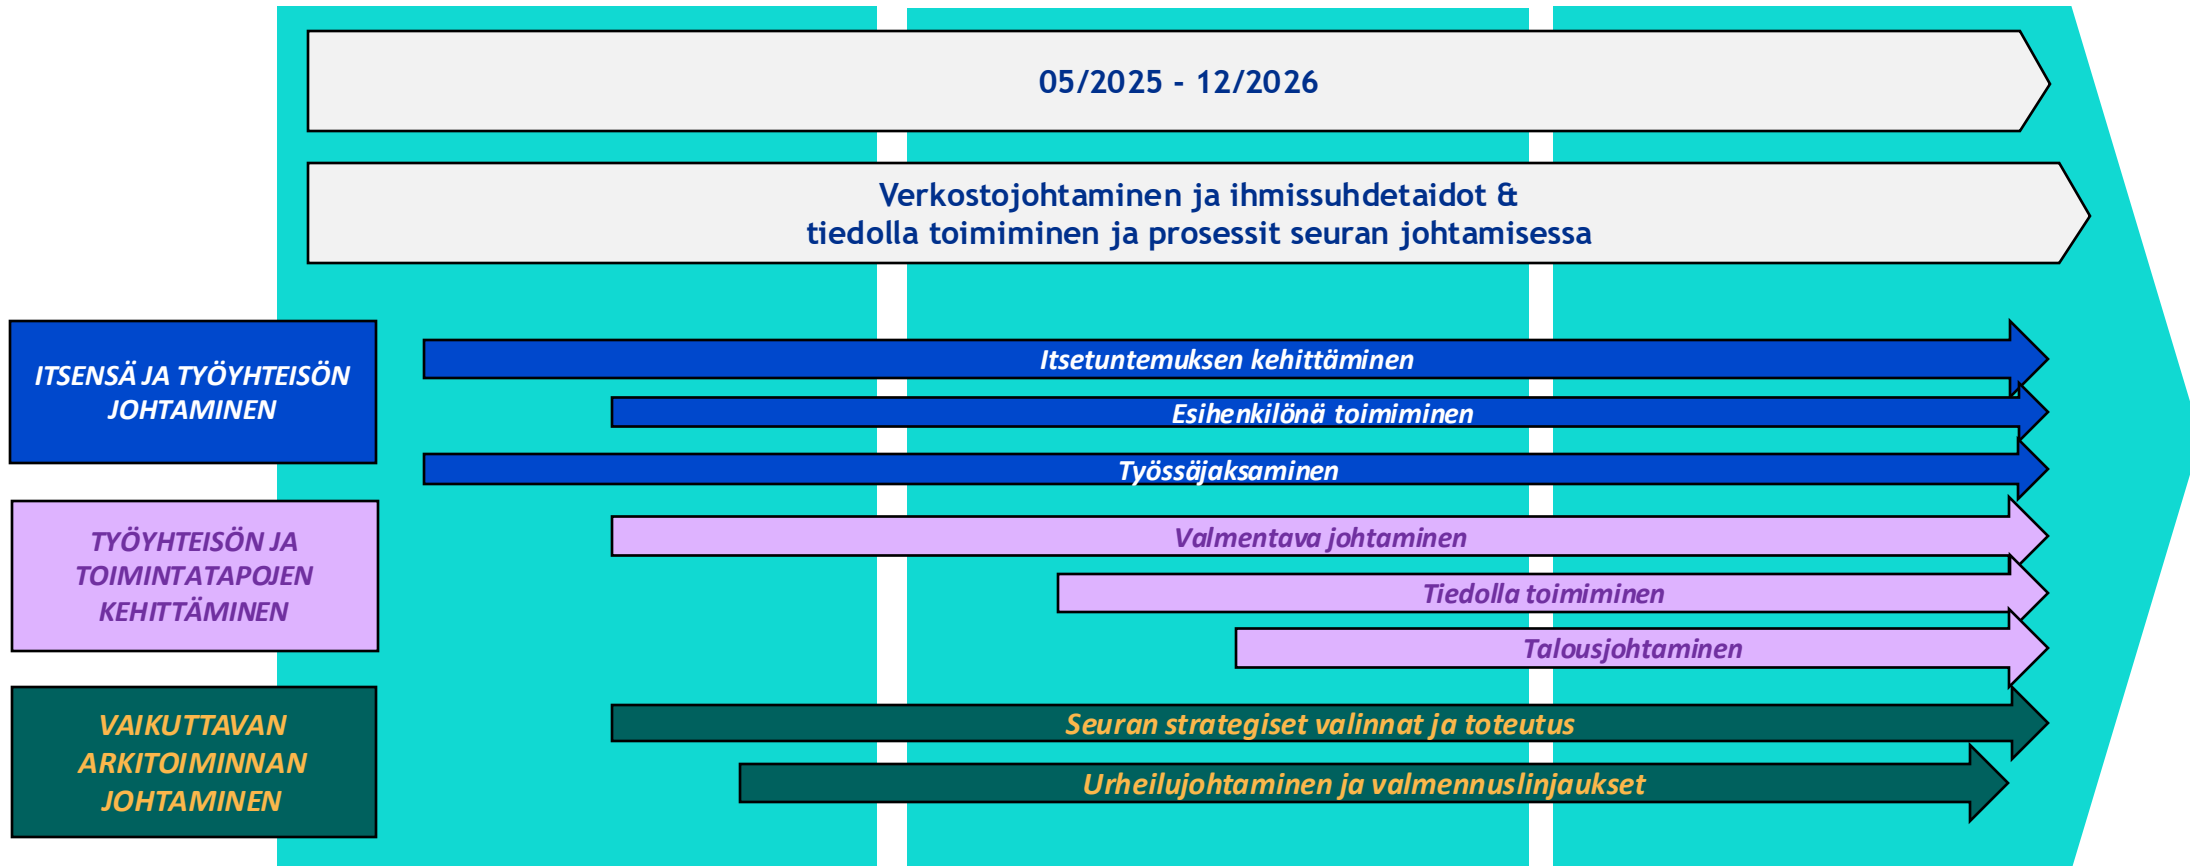 05/2025 - 12/2026
Verkostojohtaminen ja ihmissuhdetaidot &
tiedolla toimiminen ja prosessit seuran johtamisessa
ITSENSÄ JA TYÖYHTEISÖN
JOHTAMINEN
Itsetuntemuksen kehittäminen
Esihenkilönä toimiminen
Työssäjaksaminen
TYÖYHTEISÖN JA
TOIMINTATAPOJEN
KEHITTÄMINEN
Valmentava johtaminen
Tiedolla toimiminen
Talousjohtaminen
VAIKUTTAVAN
ARKITOIMINNAN
JOHTAMINEN
Seuran strategiset valinnat ja toteutus
Urheilujohtaminen ja valmennuslinjaukset